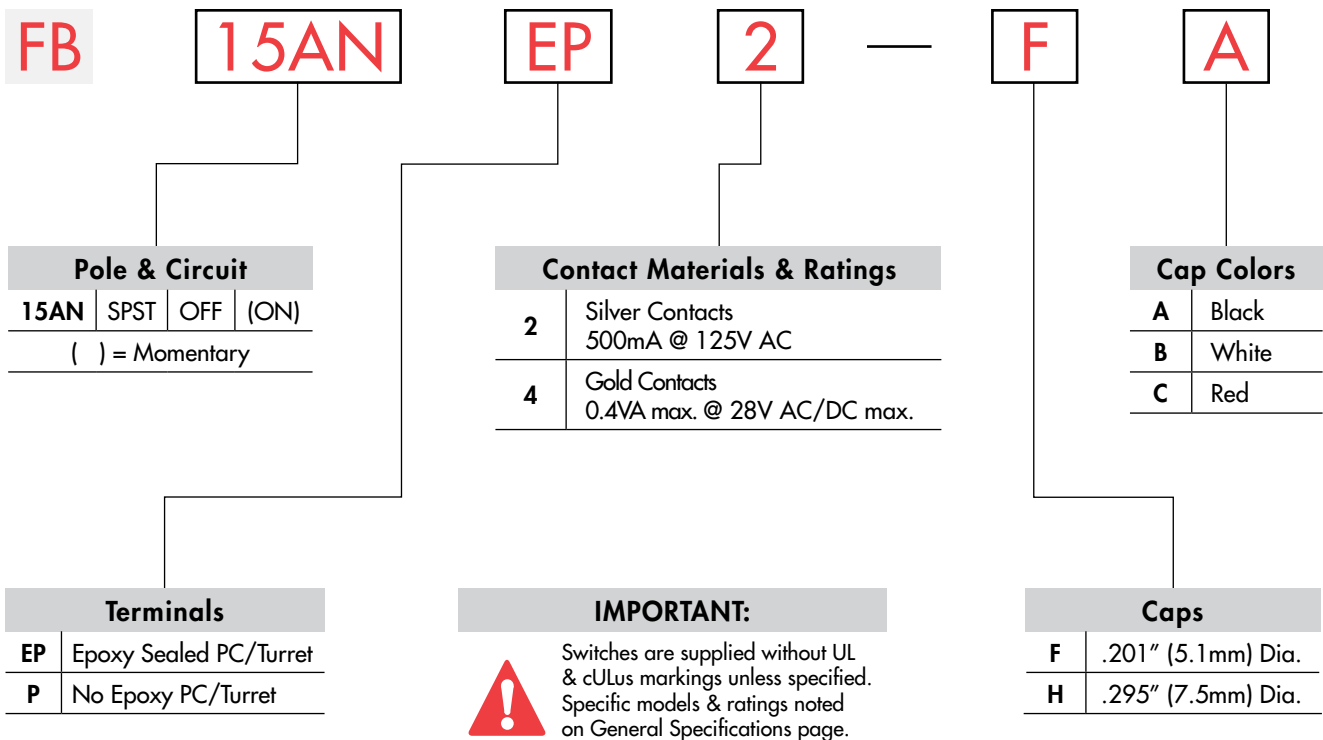 FB 15AN EP 2 — F A
Pole & Circuit
15AN SPST OFF (ON)
( ) = Momentary
Contact Materials & Ratings
2 Silver Contacts
500mA @ 125V AC
4 Gold Contacts
0.4VA max. @ 28V AC/DC max.
Cap Colors
A Black
B White
C Red
Terminals
EP Epoxy Sealed PC/Turret
P No Epoxy PC/Turret
IMPORTANT:
!
Switches are supplied without UL
& cULus markings unless specified.
Specific models & ratings noted
on General Specifications page.
Caps
F .201” (5.1mm) Dia.
H .295” (7.5mm) Dia.